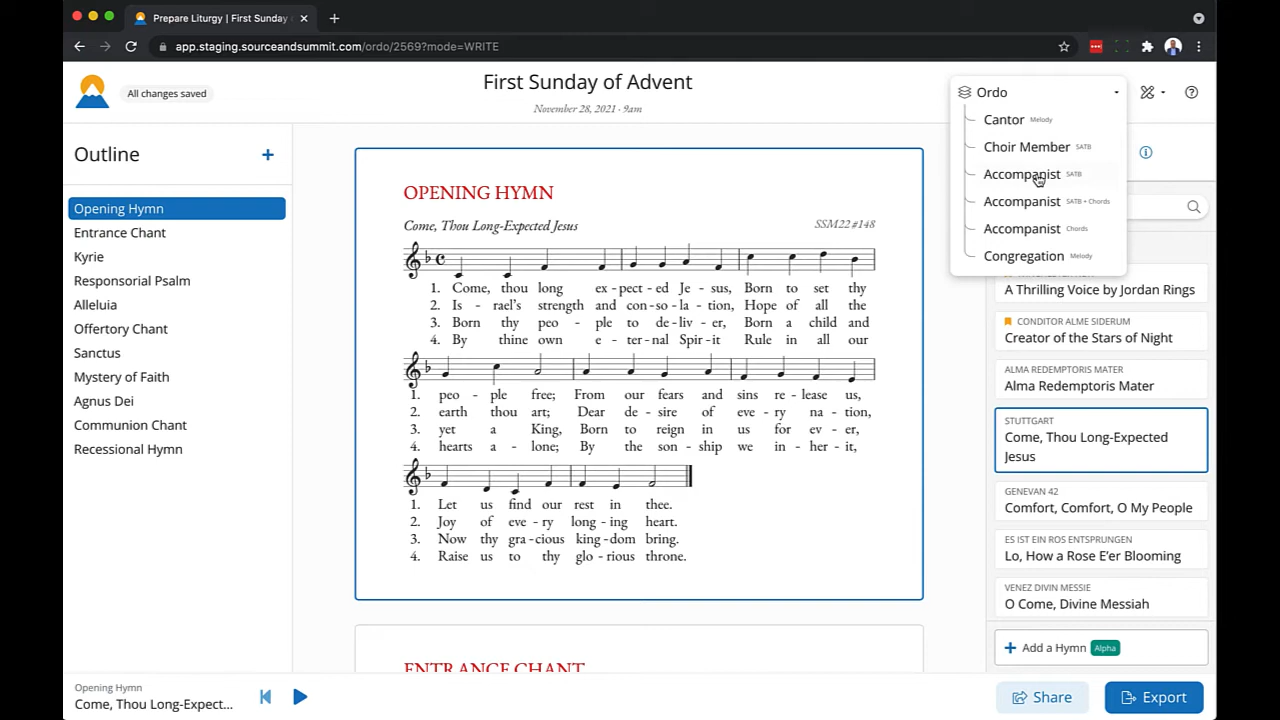 Prepare Liturgy | First Sunday
app.staging.sourceandsummit.com/ordo/2569?mode=WRITE
All changes saved
First Sunday of Advent
November 28, 2021 · 9am
Ordo
Cantor Melody
Choir Member SATB
Accompanist SATB
Accompanist SATB + Chords
Accompanist Chords
Congregation Melody
Outline
Opening Hymn
Entrance Chant
Kyrie
Responsorial Psalm
Alleluia
Offertory Chant
Sanctus
Mystery of Faith
Agnus Dei
Communion Chant
Recessional Hymn
OPENING HYMN
Come, Thou Long-Expected Jesus SSM22 #148
1. Come, thou long ex - pect - ed Je - sus, Born to set thy
2. Is - rael's strength and con - so - la - tion, Hope of all the
3. Born thy peo - ple to de - liv - er, Born a child and
4. By thine own e - ter - nal Spir - it Rule in all our
1. peo - ple free; From our fears and sins re - lease us,
2. earth thou art; Dear de - sire of eve - ry na - tion,
3. yet a King, Born to reign in us for ev - er,
4. hearts a - lone; By the son - ship we in - her - it,
1. Let us find our rest in thee.
2. Joy of eve - ry long - ing heart.
3. Now thy gra - cious king - dom bring.
4. Raise us to thy glo - rious throne.
ENTRANCE CHANT
A Thrilling Voice by Jordan Rings
CONDITOR ALME SIDERUM
Creator of the Stars of Night
ALMA REDEMPTORIS MATER
Alma Redemptoris Mater
STUTTGART
Come, Thou Long-Expected
Jesus
GENEVAN 42
Comfort, Comfort, O My People
ES IST EIN ROS ENTSPRUNGEN
Lo, How a Rose E'er Blooming
VENEZ DIVIN MESSIE
O Come, Divine Messiah
+ Add a Hymn Alpha
Opening Hymn
Come, Thou Long-Expect...
Share
Export